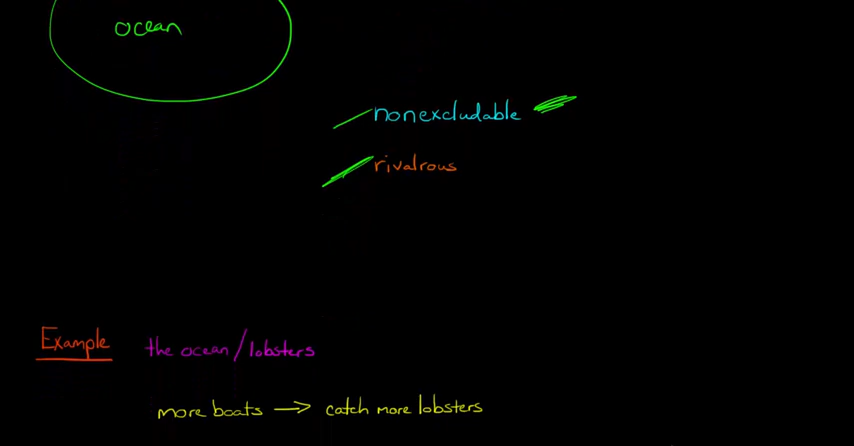 ocean
nonexcludable
rivalrous
Example the ocean/lobsters
more boats → catch more lobsters